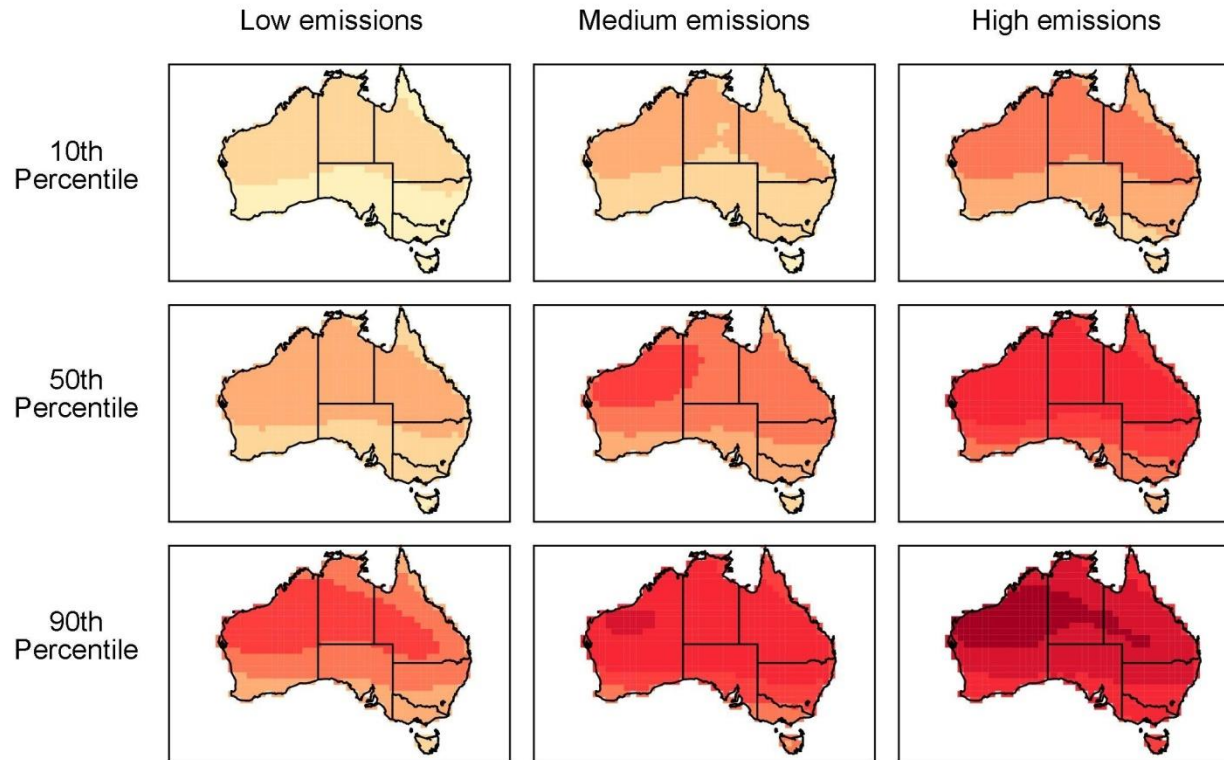 Low emissions
Medium emissions
High emissions
10th
Percentile
50th
Percentile
90th
Percentile